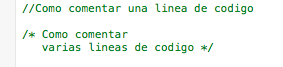 //Como comentar una linea de codigo
/* Como comentar
varias lineas de codigo */